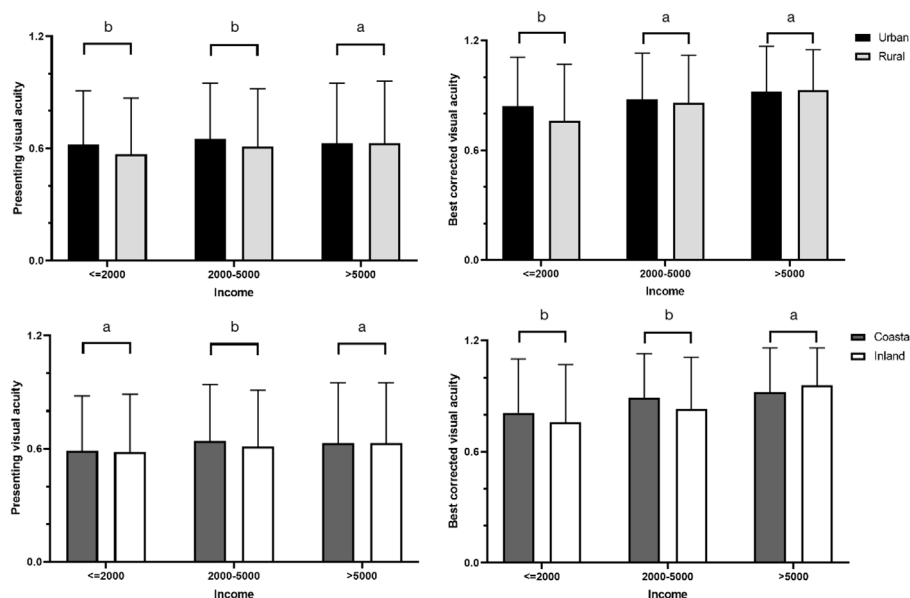 b b a
1.2
0.6
0.0
Presenting visual acuity
<=2000 2000-5000 >5000
Income
b a a
1.2
0.6
0.0
Best corrected visual acuity
<=2000 2000-5000 >5000
Income
Urban
Rural
a b a
1.2
0.6
0.0
Presenting visual acuity
<=2000 2000-5000 >5000
Income
b b a
1.2
0.6
0.0
Best corrected visual acuity
<=2000 2000-5000 >5000
Income
Coasta
Inland